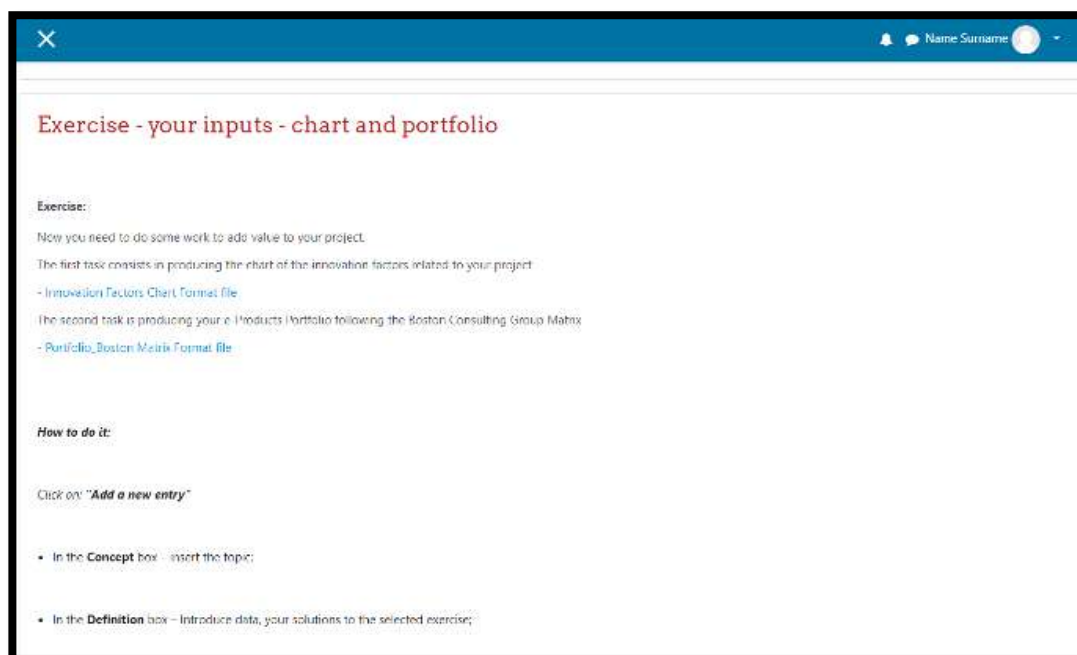 Name Surname
Exercise - your inputs - chart and portfolio
Exercise:
Now you need to do some work to add value to your project.
The first task consists in producing the chart of the innovation factors related to your project
- Innovation Factors Chart Format file
The second task is producing your e-Products Portfolio following the Boston Consulting Group Matrix
- Portfolio_Boston Matrix Format file
How to do it:
Click on: "Add a new entry"
• In the Concept box – insert the topic;
• In the Definition box – Introduce data, your solutions to the selected exercise;